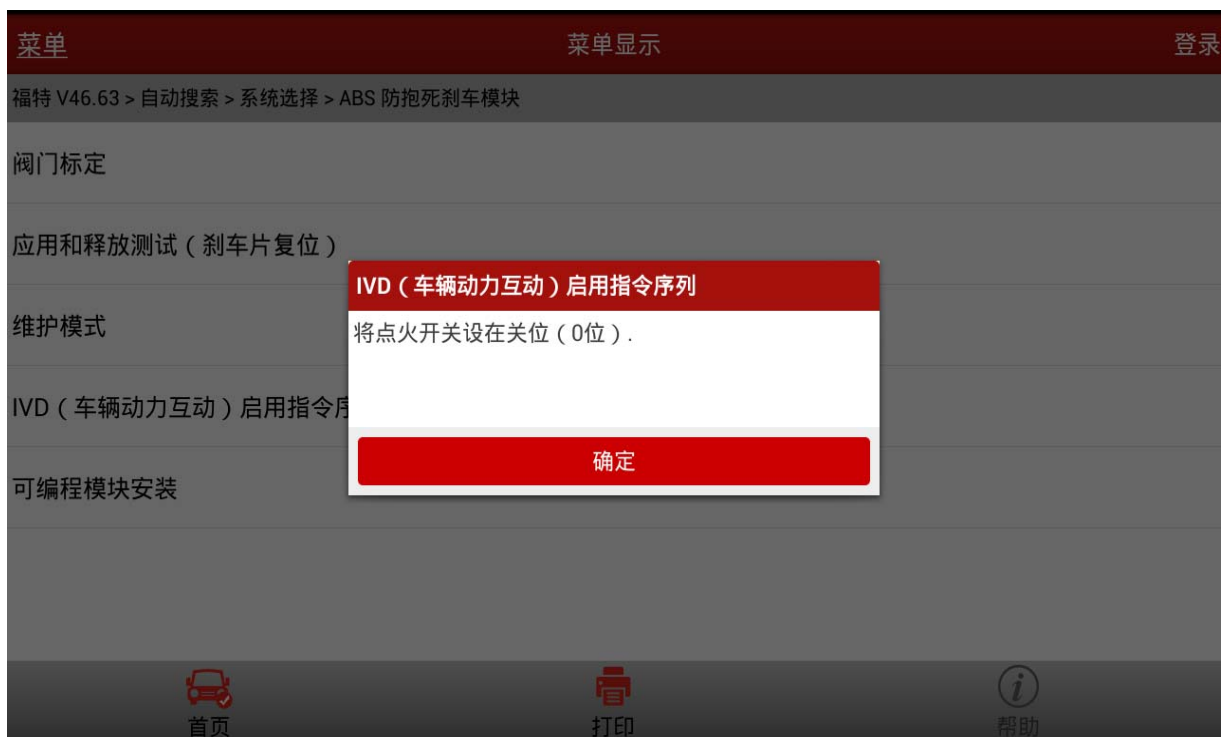 菜单 菜单显示 登录
福特 V46.63 > 自动搜索 > 系统选择 > ABS 防抱死刹车模块
阀门标定
应用和释放测试（刹车片复位）
IVD（车辆动力互动）启用指令序列
维护模式
将点火开关设在关位（0位）.
IVD（车辆动力互动）启用指令序
确定
可编程模块安装
首页 打印 帮助